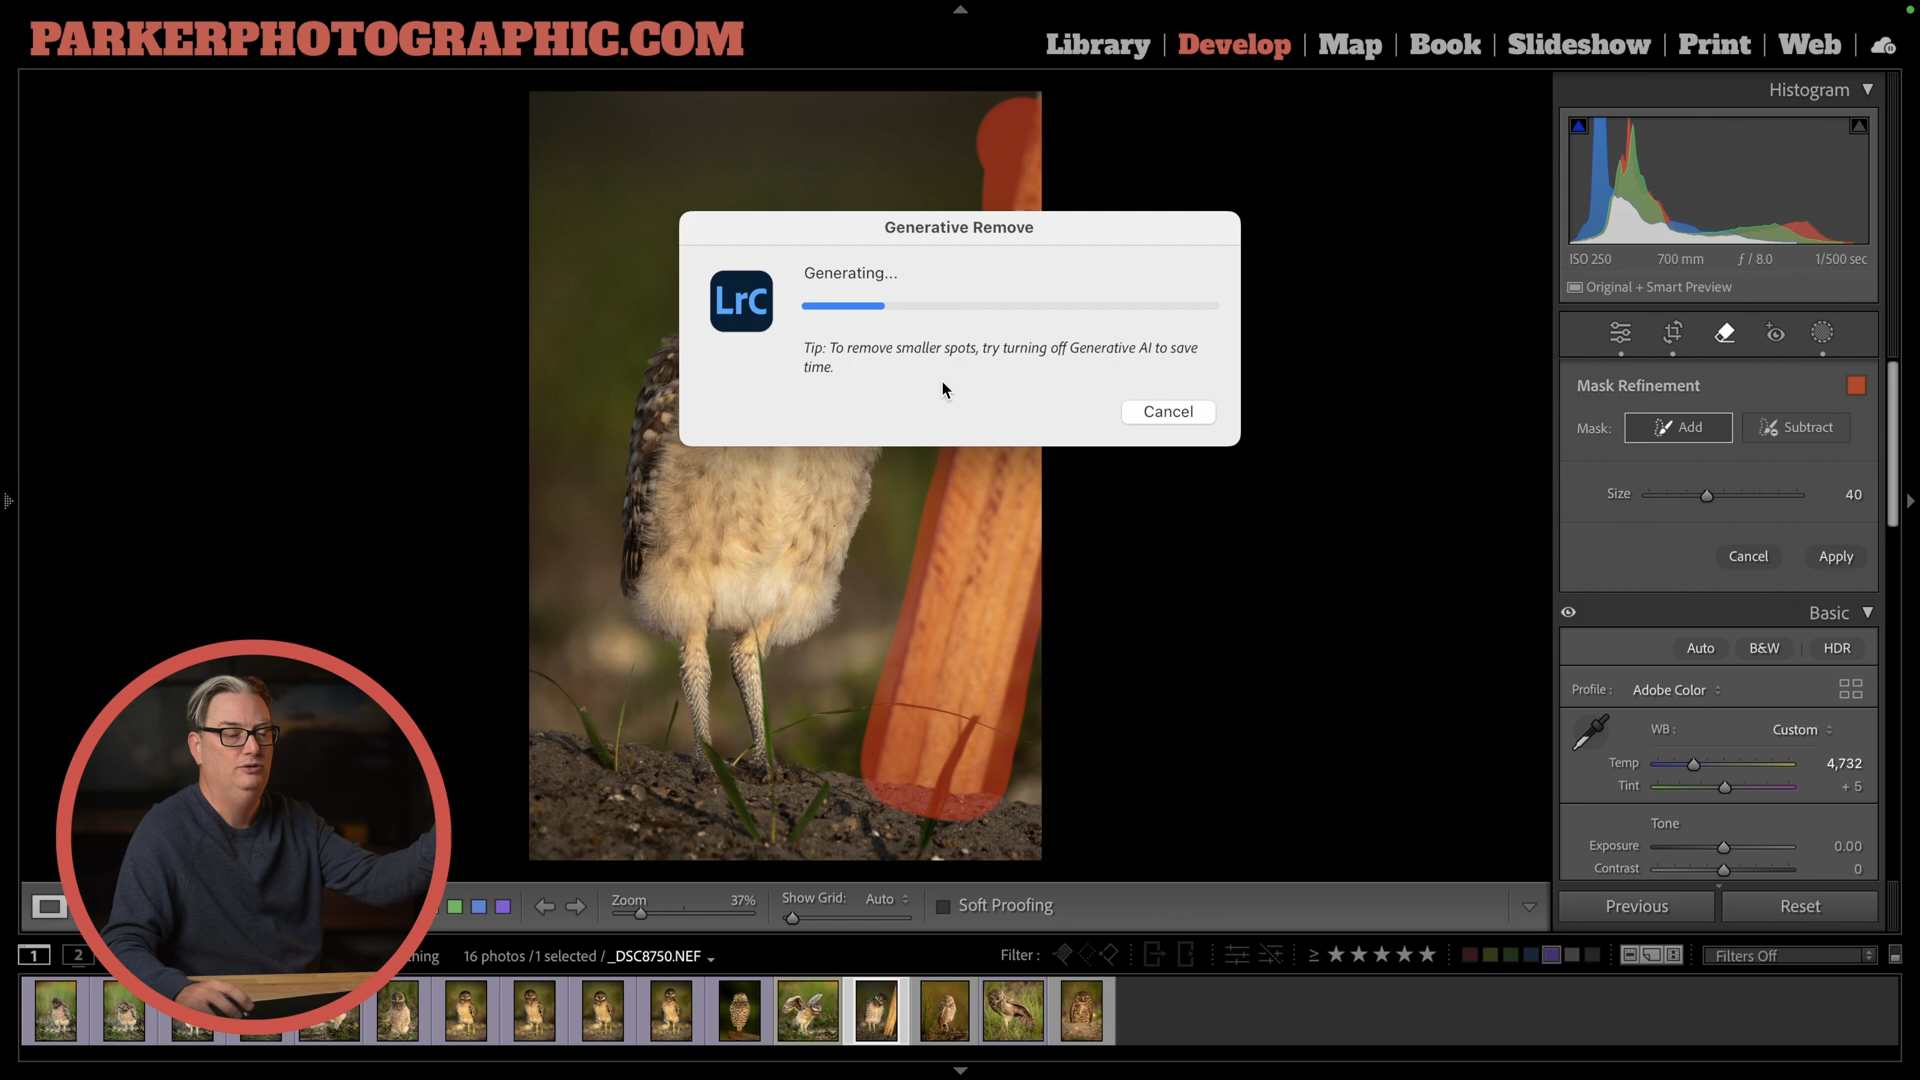 PARKERPHOTOGRAPHIC.COM
Library | Develop | Map | Book | Slideshow | Print | Web |
Histogram
ISO 250 700 mm ƒ / 8.0 1/500 sec
Original + Smart Preview
Generative Remove
LrC
Generating...
Tip: To remove smaller spots, try turning off Generative AI to save
time.
Cancel
Mask Refinement
Mask: Add Subtract
Size 40
Cancel Apply
Basic
Auto B&W | HDR
Profile : Adobe Color
WB : Custom
Temp 4,732
Tint + 5
Tone
Exposure 0.00
Contrast 0
Previous Reset
Zoom 37% Show Grid: Auto Soft Proofing
1 2 16 photos / 1 selected / _DSC8750.NEF Filter : ≥ ★★★★★ Filters Off